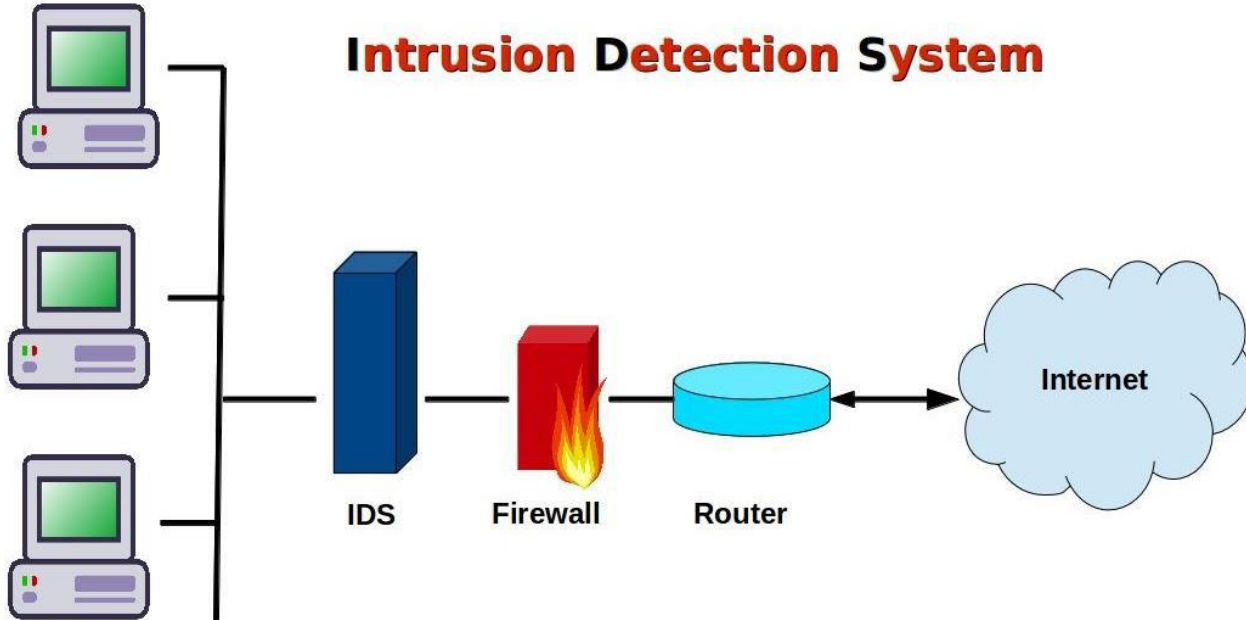 Intrusion Detection System
Internet
IDS
Firewall
Router